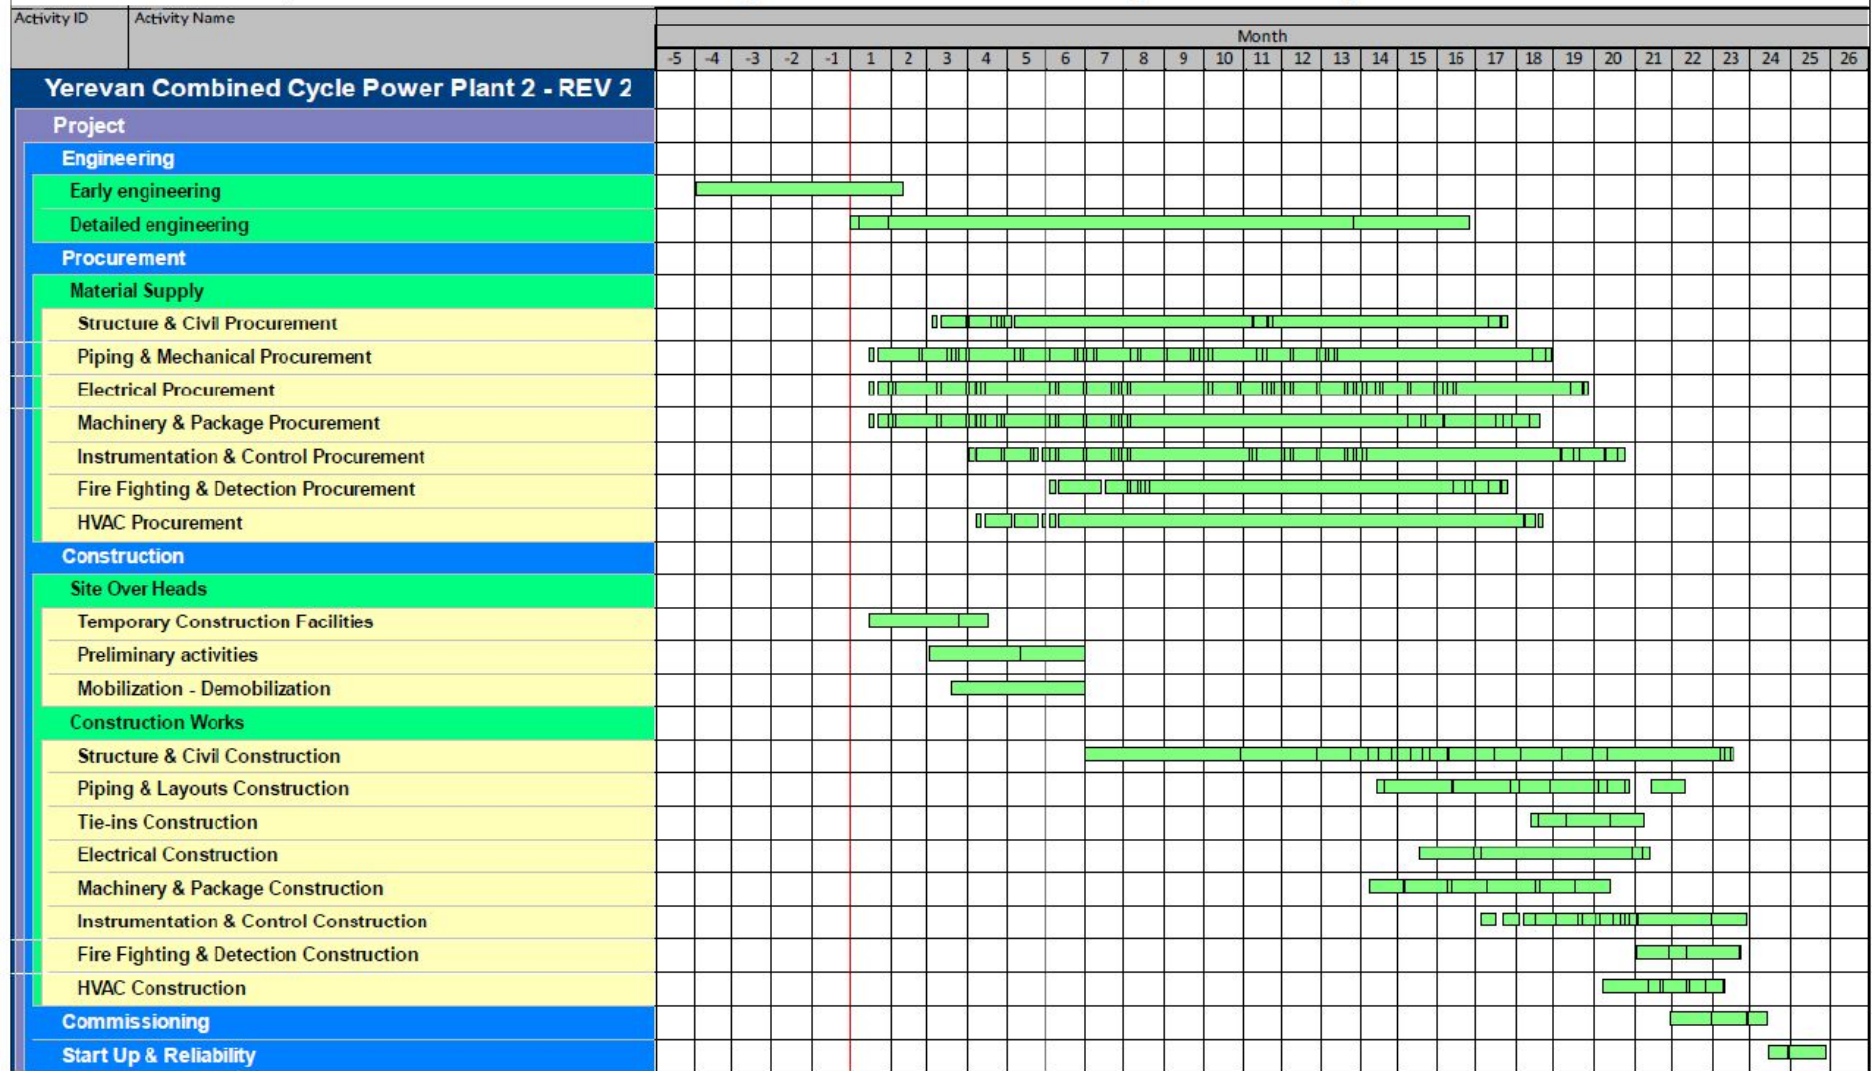 Activity ID Activity Name
Month
-5 -4 -3 -2 -1 1 2 3 4 5 6 7 8 9 10 11 12 13 14 15 16 17 18 19 20 21 22 23 24 25 26
Yerevan Combined Cycle Power Plant 2 - REV 2
Project
Engineering
Early engineering
Detailed engineering
Procurement
Material Supply
Structure & Civil Procurement
Piping & Mechanical Procurement
Electrical Procurement
Machinery & Package Procurement
Instrumentation & Control Procurement
Fire Fighting & Detection Procurement
HVAC Procurement
Construction
Site Over Heads
Temporary Construction Facilities
Preliminary activities
Mobilization - Demobilization
Construction Works
Structure & Civil Construction
Piping & Layouts Construction
Tie-ins Construction
Electrical Construction
Machinery & Package Construction
Instrumentation & Control Construction
Fire Fighting & Detection Construction
HVAC Construction
Commissioning
Start Up & Reliability